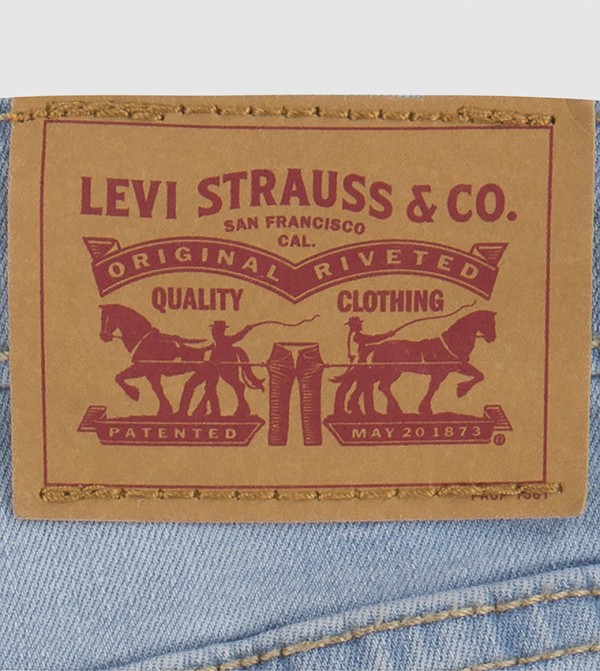 LEVI STRAUSS & CO.
SAN FRANCISCO
CAL.
ORIGINAL RIVETED
QUALITY CLOTHING
PATENTED MAY 20 1873